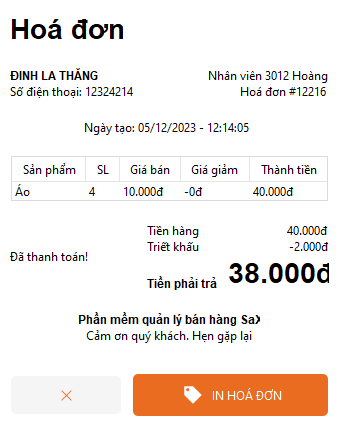 Hoá đơn
ĐINH LA THĂNG
Nhân viên 3012 Hoàng
Số điện thoại: 12324214
Hoá đơn #12216
Ngày tạo: 05/12/2023 - 12:14:05
Sản phẩm SL Giá bán Giá giảm Thành tiền
Áo 4 10.000đ -0đ 40.000đ
Tiền hàng 40.000đ
Triết khấu -2.000đ
Đã thanh toán!
Tiền phải trả 38.000đ
Phần mềm quản lý bán hàng SaX
Cảm ơn quý khách. Hẹn gặp lại
IN HOÁ ĐƠN